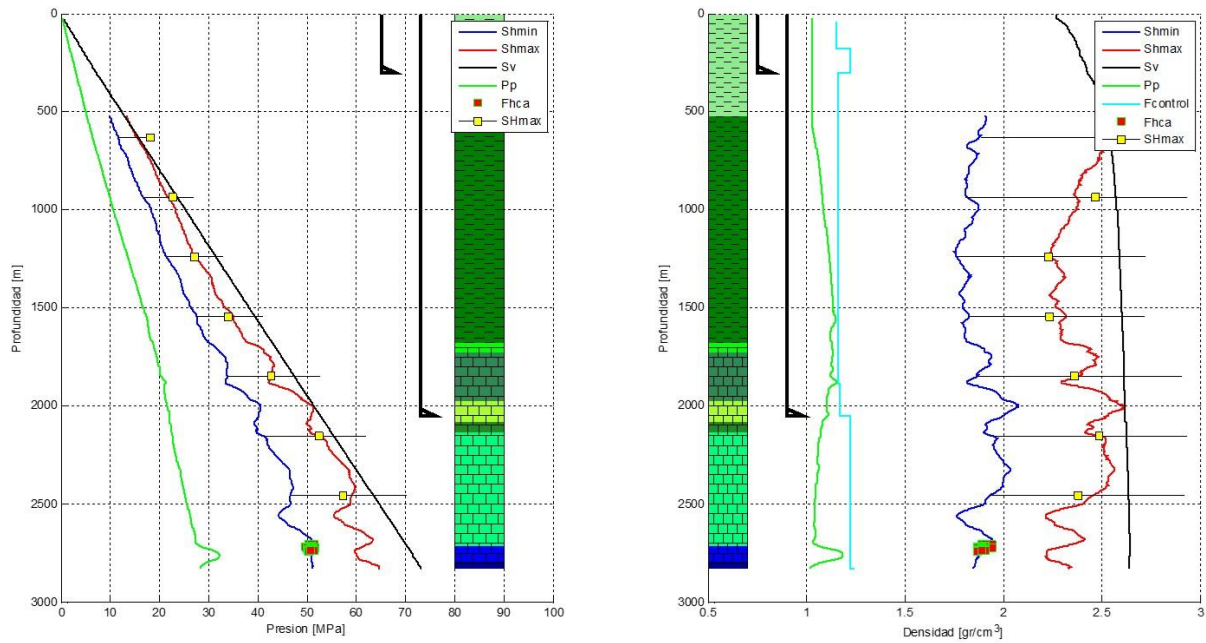 0
500
1000
1500
2000
2500
3000
Profundidad [m]
0
10
20
30
40
50
60
70
80
90
100
Presion [MPa]
Shmin
Shmax
Sv
Pp
Fhca
SHmax
0
500
1000
1500
2000
2500
3000
Profundidad [m]
0.5
1
1.5
2
2.5
3
Densidad [gr/cm³]
Shmin
Shmax
Sv
Pp
Fcontrol
Fhca
SHmax